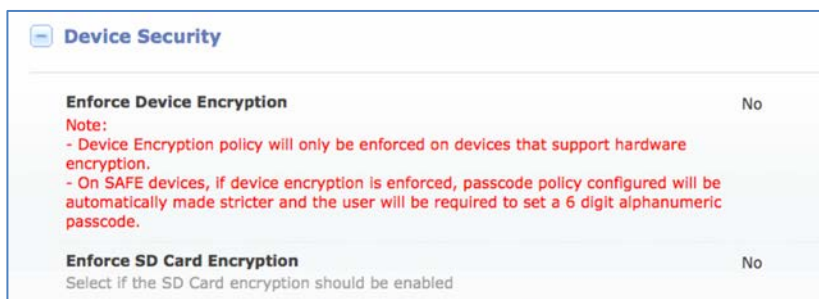 Device Security
Enforce Device Encryption No
Note:
- Device Encryption policy will only be enforced on devices that support hardware
encryption.
- On SAFE devices, if device encryption is enforced, passcode policy configured will be
automatically made stricter and the user will be required to set a 6 digit alphanumeric
passcode.
Enforce SD Card Encryption No
Select if the SD Card encryption should be enabled